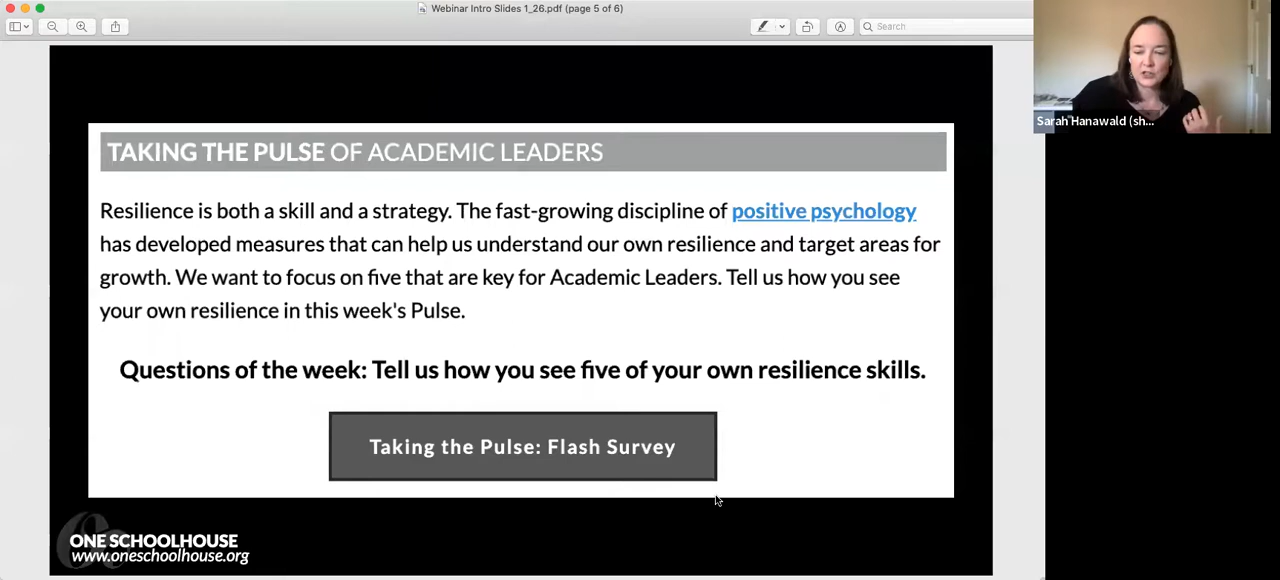 Webinar Intro Slides 1_26.pdf (page 5 of 6)
Search
Sarah Hanawald (sh...
TAKING THE PULSE OF ACADEMIC LEADERS
Resilience is both a skill and a strategy. The fast-growing discipline of positive psychology
has developed measures that can help us understand our own resilience and target areas for
growth. We want to focus on five that are key for Academic Leaders. Tell us how you see
your own resilience in this week's Pulse.
Questions of the week: Tell us how you see five of your own resilience skills.
Taking the Pulse: Flash Survey
ONE SCHOOLHOUSE
www.oneschoolhouse.org